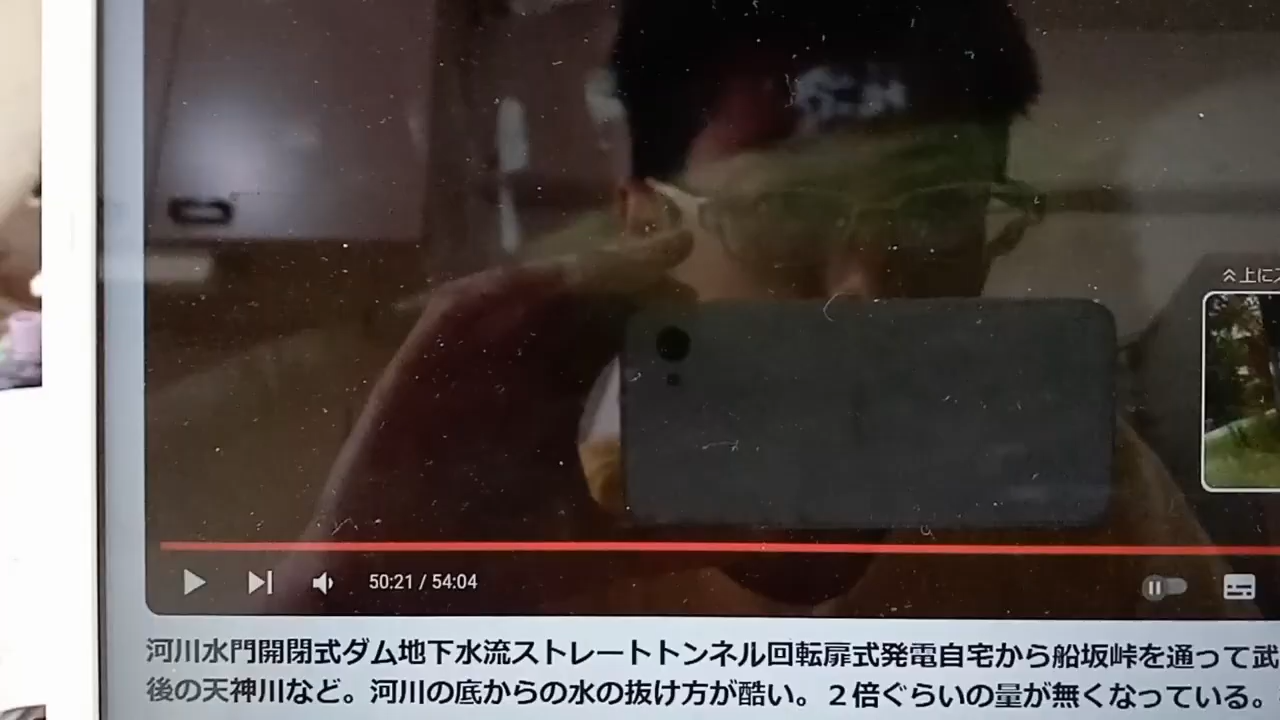 上にス
50:21 / 54:04
河川水門開閉式ダム地下水流ストレートトンネル回転扉式発電自宅から船坂峠を通って武
後の天神川など。河川の底からの水の抜け方が酷い。２倍ぐらいの量が無くなっている。